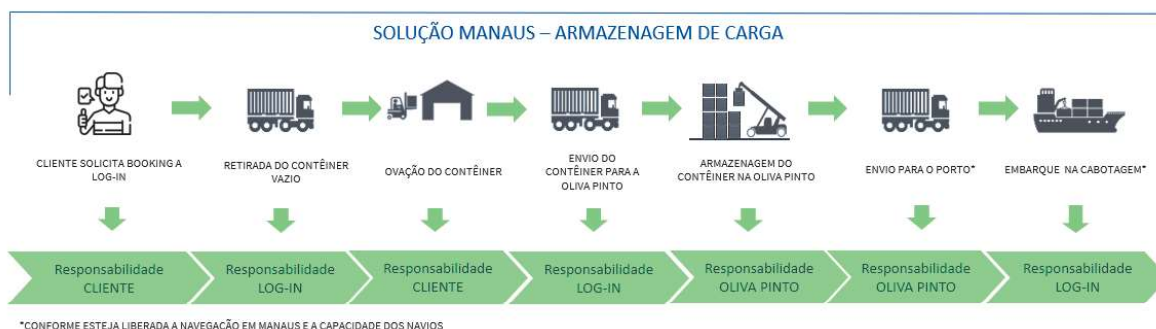 SOLUÇÃO MANAUS – ARMAZENAGEM DE CARGA
CLIENTE SOLICITA BOOKING A
LOG-IN
RETIRADA DO CONTÊINER
VAZIO
OVAÇÃO DO CONTÊINER
ENVIO DO
CONTÊINER PARA A
OLIVA PINTO
ARMAZENAGEM DO
CONTÊINER NA OLIVA PINTO
ENVIO PARA O PORTO*
EMBARQUE NA CABOTAGEM*
Responsabilidade
CLIENTE
Responsabilidade
LOG-IN
Responsabilidade
CLIENTE
Responsabilidade
LOG-IN
Responsabilidade
OLIVA PINTO
Responsabilidade
OLIVA PINTO
Responsabilidade
LOG-IN
*CONFORME ESTEJA LIBERADA A NAVEGAÇÃO EM MANAUS E A CAPACIDADE DOS NAVIOS